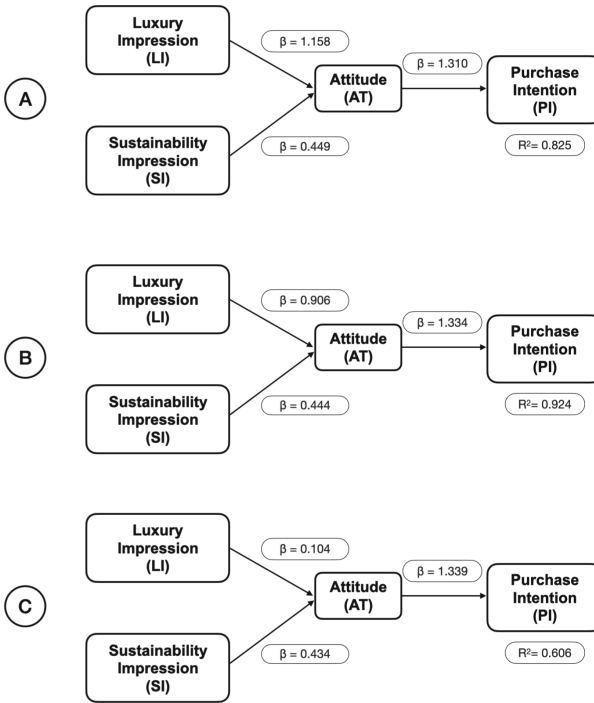 Luxury
Impression
(LI)
β = 1.158
β = 1.310
A
Attitude
(AT)
Purchase
Intention
(PI)
Sustainability
Impression
(SI)
β = 0.449
R²= 0.825
Luxury
Impression
(LI)
β = 0.906
β = 1.334
B
Attitude
(AT)
Purchase
Intention
(PI)
Sustainability
Impression
(SI)
β = 0.444
R²= 0.924
Luxury
Impression
(LI)
β = 0.104
β = 1.339
C
Attitude
(AT)
Purchase
Intention
(PI)
Sustainability
Impression
(SI)
β = 0.434
R²= 0.606